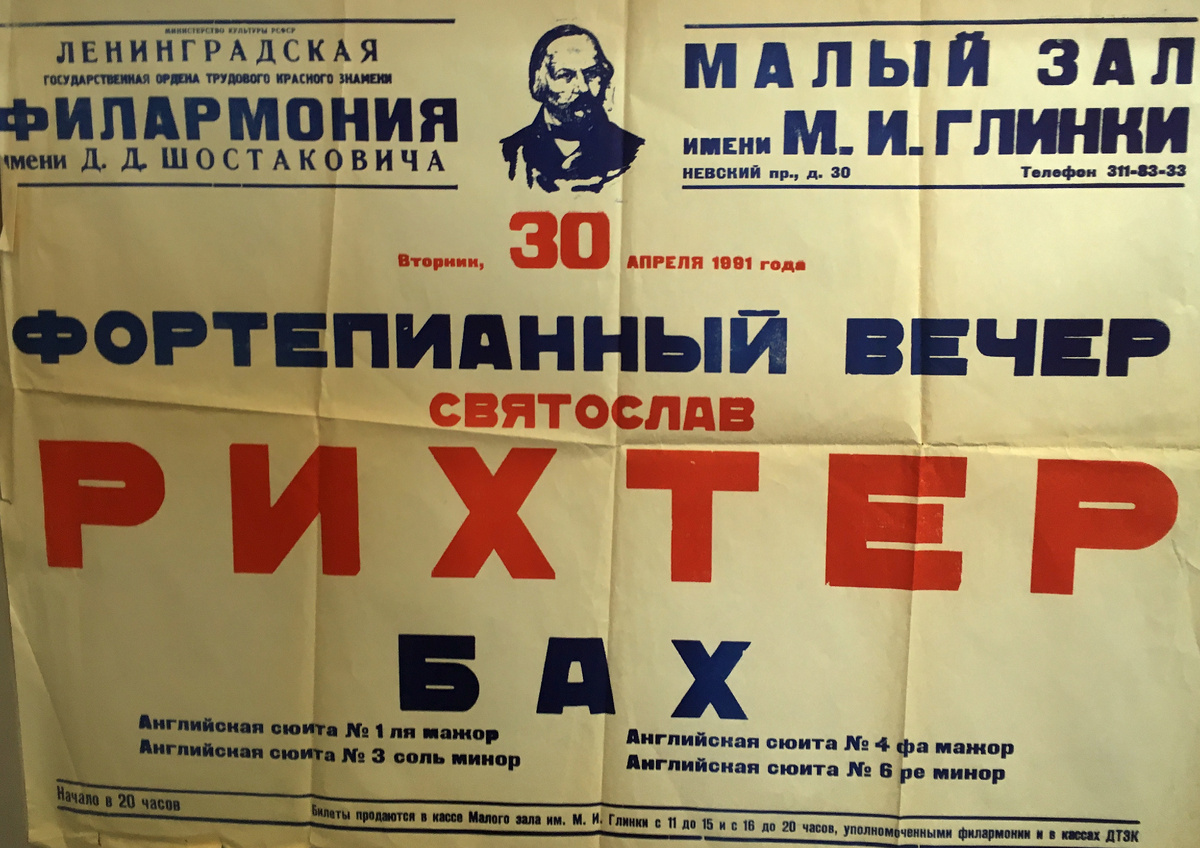 МИНИСТЕРСТВО КУЛЬТУРЫ РСФСР
ЛЕНИНГРАДСКАЯ
ГОСУДАРСТВЕННАЯ ОРДЕНА ТРУДОВОГО КРАСНОГО ЗНАМЕНИ
ФИЛАРМОНИЯ
имени Д. Д. ШОСТАКОВИЧА
МАЛЫЙ ЗАЛ
ИМЕНИ М. И. ГЛИНКИ
НЕВСКИЙ пр., д. 30 Телефон 311-83-33
Вторник, 30 АПРЕЛЯ 1991 года
ФОРТЕПИАННЫЙ ВЕЧЕР
СВЯТОСЛАВ
РИХТЕР
БАХ
Английская сюита № 1 ля мажор
Английская сюита № 3 соль минор
Английская сюита № 4 фа мажор
Английская сюита № 6 ре минор
Начало в 20 часов
Билеты продаются в кассе Малого зала им. М. И. Глинки с 11 до 15 и с 16 до 20 часов, уполномоченными филармонии и в кассах ДТЭК